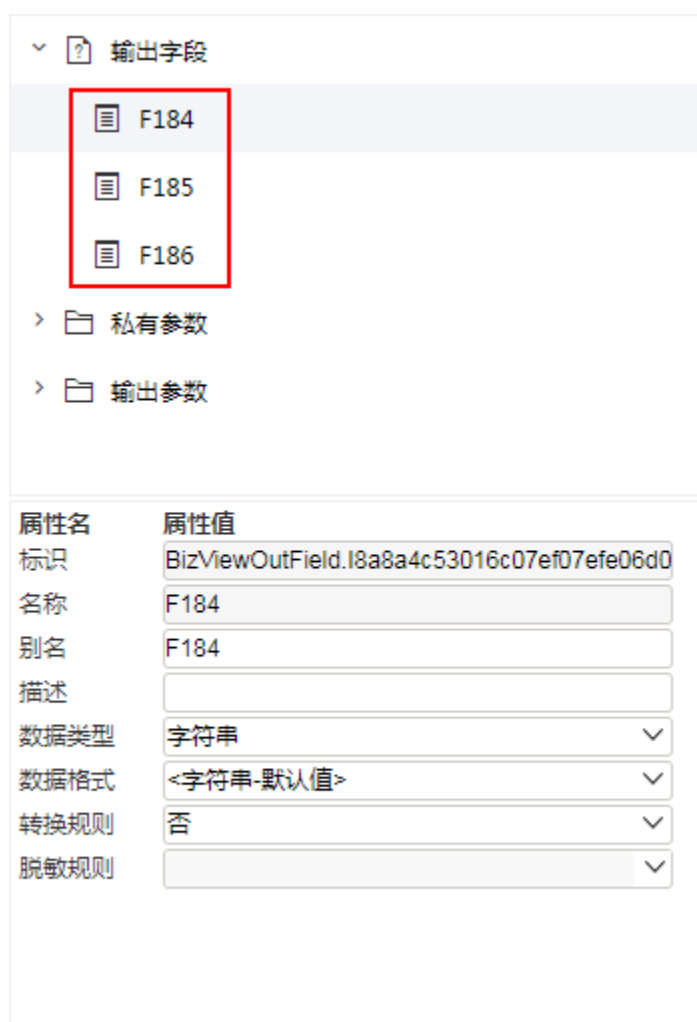 输出字段
F184
F185
F186
私有参数
输出参数
属性名 属性值
标识 BizViewOutField.I8a8a4c53016c07ef07efe06d0
名称 F184
别名 F184
描述
数据类型 字符串
数据格式 <字符串-默认值>
转换规则 否
脱敏规则